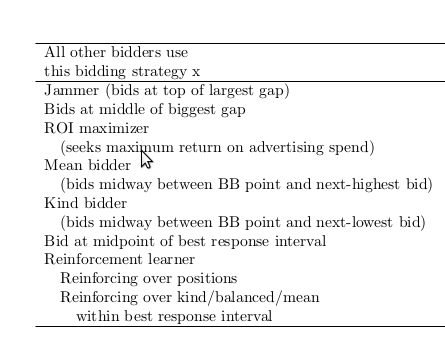 All other bidders use
this bidding strategy x
Jammer (bids at top of largest gap)
Bids at middle of biggest gap
ROI maximizer
(seeks maximum return on advertising spend)
Mean bidder
(bids midway between BB point and next-highest bid)
Kind bidder
(bids midway between BB point and next-lowest bid)
Bid at midpoint of best response interval
Reinforcement learner
Reinforcing over positions
Reinforcing over kind/balanced/mean
within best response interval